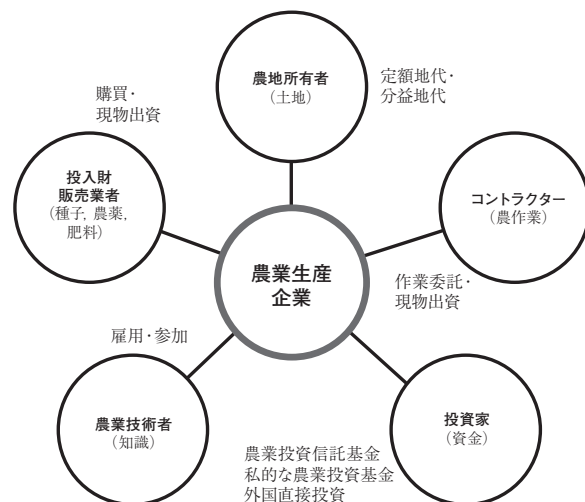 農地所有者
(土地)
定額地代・
分益地代
購買・
現物出資
投入財
販売業者
(種子, 農薬,
肥料)
コントラクター
(農作業)
農業生産
企業
作業委託・
現物出資
雇用・参加
農業技術者
(知識)
投資家
(資金)
農業投資信託基金
私的な農業投資基金
外国直接投資